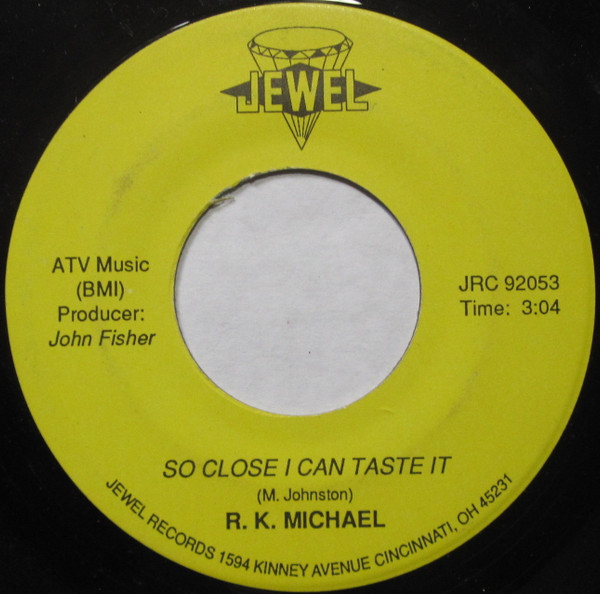 JEWEL
ATV Music
(BMI)
Producer:
John Fisher
JRC 92053
Time: 3:04
SO CLOSE I CAN TASTE IT
(M. Johnston)
R. K. MICHAEL
JEWEL RECORDS 1594 KINNEY AVENUE CINCINNATI, OH 45231